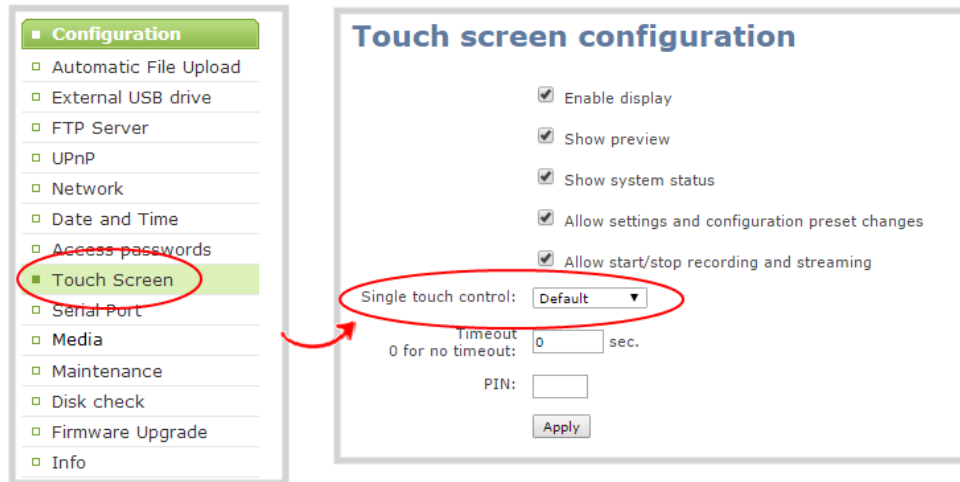 Configuration
Automatic File Upload
External USB drive
FTP Server
UPnP
Network
Date and Time
Access passwords
Touch Screen
Serial Port
Media
Maintenance
Disk check
Firmware Upgrade
Info
Touch screen configuration
Enable display
Show preview
Show system status
Allow settings and configuration preset changes
Allow start/stop recording and streaming
Single touch control: Default
Timeout
0 for no timeout: 0 sec.
PIN:
Apply